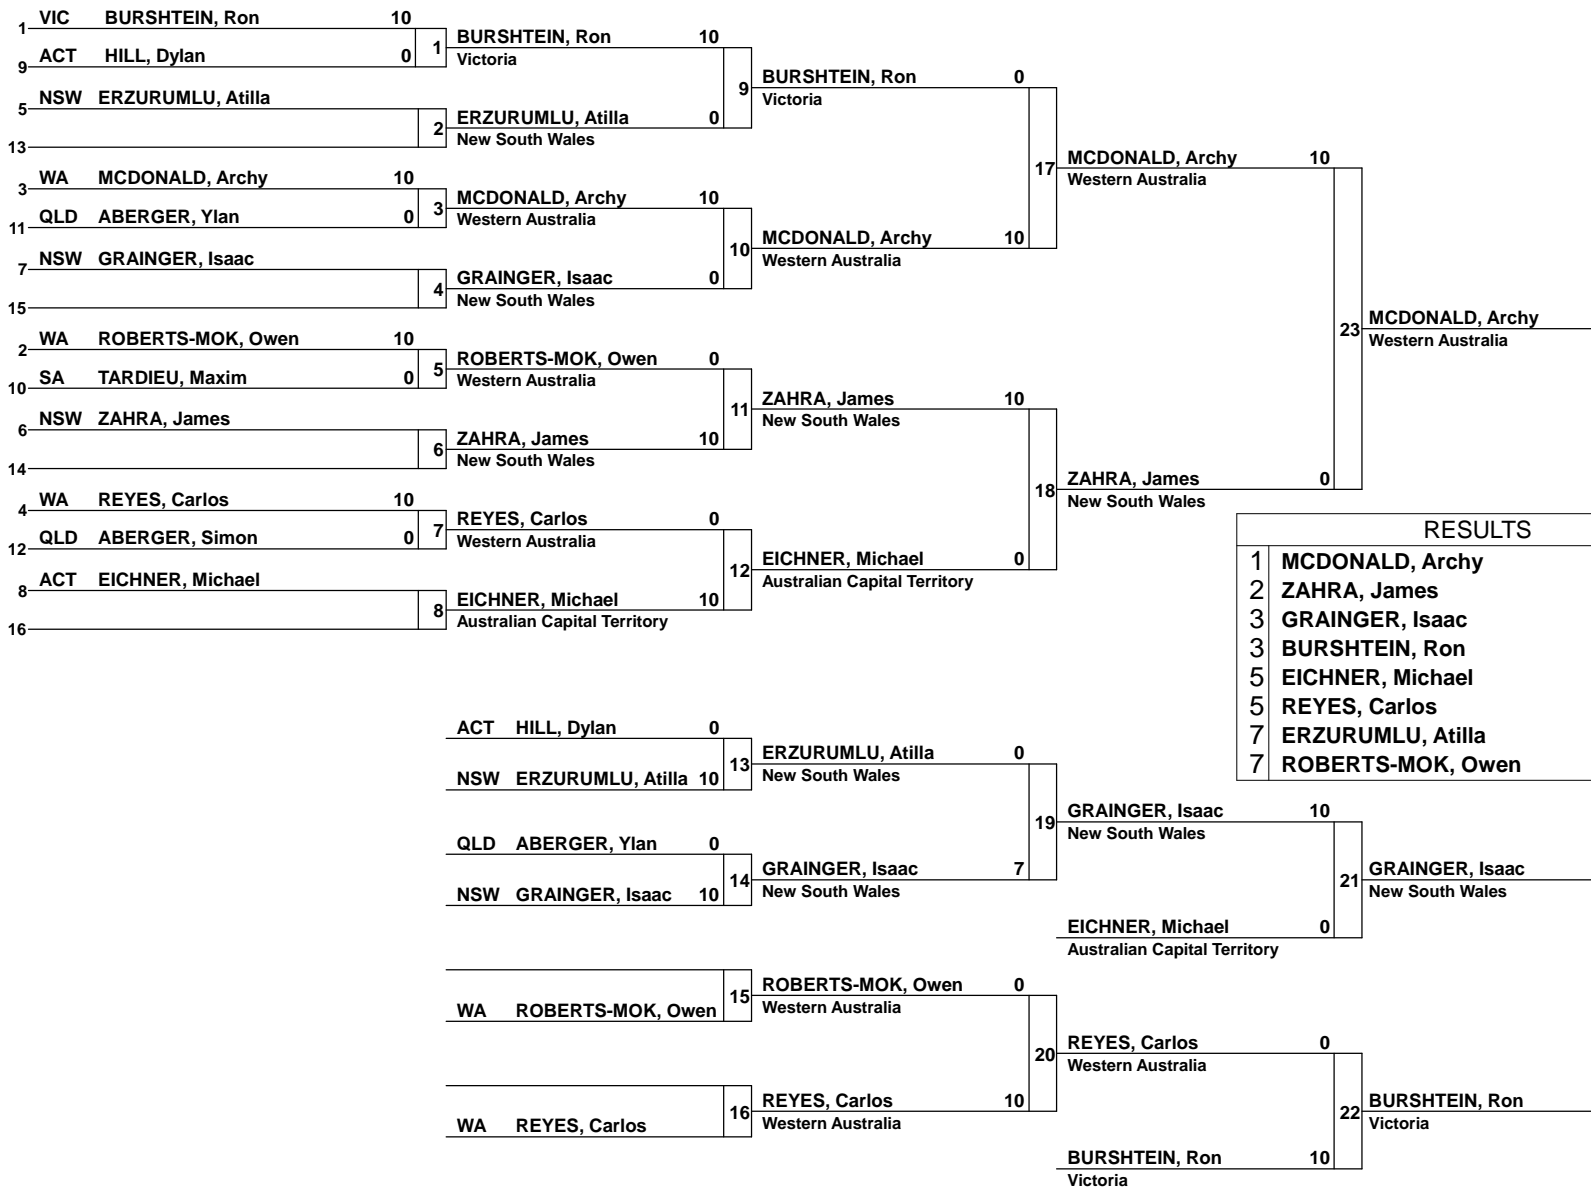 1 VIC BURSHTEIN, Ron 10
9 ACT HILL, Dylan 0
5 NSW ERZURUMLU, Atilla
13
3 WA MCDONALD, Archy 10
11 QLD ABERGER, Ylan 0
7 NSW GRAINGER, Isaac
15
2 WA ROBERTS-MOK, Owen 10
10 SA TARDIEU, Maxim 0
6 NSW ZAHRA, James
14
4 WA REYES, Carlos 10
12 QLD ABERGER, Simon 0
8 ACT EICHNER, Michael
16
1 BURSHTEIN, Ron 10
Victoria
2 ERZURUMLU, Atilla 0
New South Wales
3 MCDONALD, Archy 10
Western Australia
4 GRAINGER, Isaac 0
New South Wales
5 ROBERTS-MOK, Owen 0
Western Australia
6 ZAHRA, James 10
New South Wales
7 REYES, Carlos 0
Western Australia
8 EICHNER, Michael 10
Australian Capital Territory
9 BURSHTEIN, Ron 0
Victoria
10 MCDONALD, Archy 10
Western Australia
11 ZAHRA, James 10
New South Wales
12 EICHNER, Michael 0
Australian Capital Territory
17 MCDONALD, Archy 10
Western Australia
18 ZAHRA, James 0
New South Wales
23 MCDONALD, Archy
Western Australia
RESULTS
1 MCDONALD, Archy
2 ZAHRA, James
3 GRAINGER, Isaac
3 BURSHTEIN, Ron
5 EICHNER, Michael
5 REYES, Carlos
7 ERZURUMLU, Atilla
7 ROBERTS-MOK, Owen
ACT HILL, Dylan 0
NSW ERZURUMLU, Atilla 10
QLD ABERGER, Ylan 0
NSW GRAINGER, Isaac 10
WA ROBERTS-MOK, Owen
WA REYES, Carlos
13 ERZURUMLU, Atilla 0
New South Wales
14 GRAINGER, Isaac 7
New South Wales
15 ROBERTS-MOK, Owen 0
Western Australia
16 REYES, Carlos 10
Western Australia
19 GRAINGER, Isaac 10
New South Wales
EICHNER, Michael 0
Australian Capital Territory
20 REYES, Carlos 0
Western Australia
BURSHTEIN, Ron 10
Victoria
21 GRAINGER, Isaac
New South Wales
22 BURSHTEIN, Ron
Victoria